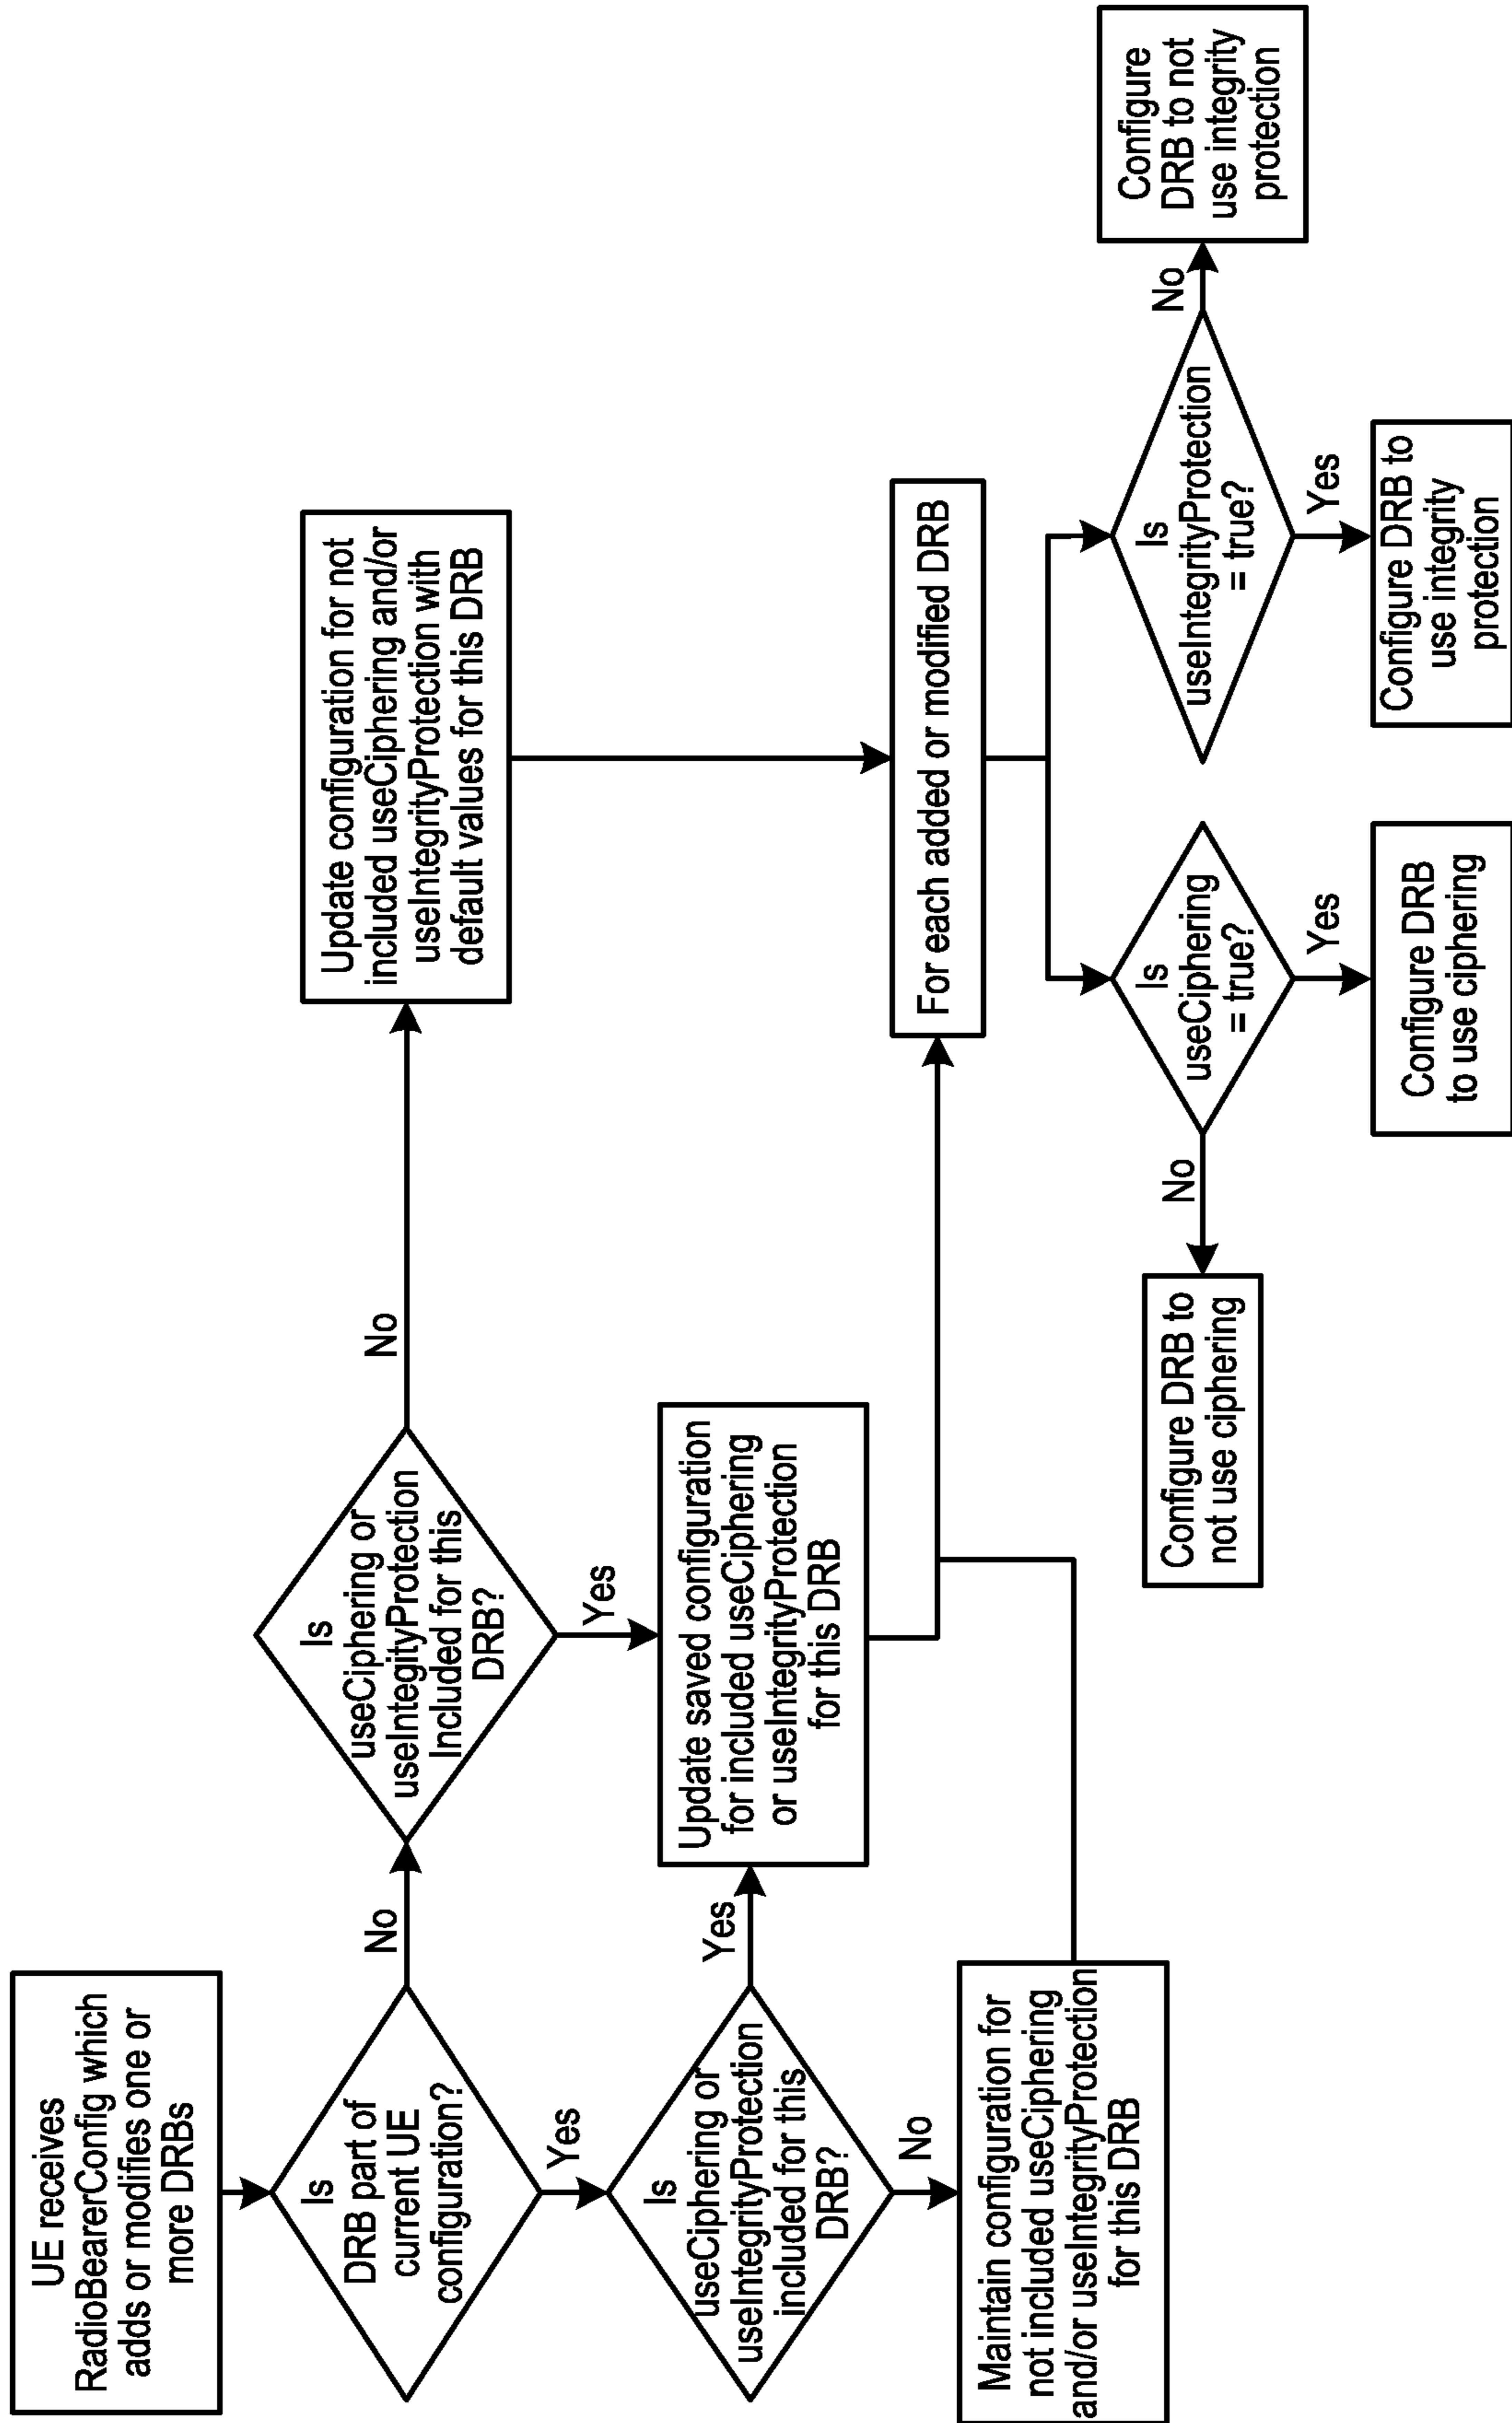 UE receives
RadioBearerConfig which
adds or modifies one or
more DRBs
Is
DRB part of
current UE
configuration?
No
Yes
Is
useCiphering or
useIntegityProtection
Included for this
DRB?
No
Yes
Update configuration for not
included useCiphering and/or
useIntegrityProtection with
default values for this DRB
Is
useCiphering or
useIntegrityProtection
included for this
DRB?
Yes
No
Update saved configuration
for included useCiphering
or useIntegrityProtection
for this DRB
Maintain configuration for
not included useCiphering
and/or useIntegrityProtection
for this DRB
For each added or modified DRB
Is
useCiphering
= true?
No
Yes
Is
useIntegrityProtection
= true?
No
Yes
Configure DRB to
not use ciphering
Configure DRB
to use ciphering
Configure DRB to
use integrity
protection
Configure
DRB to not
use integrity
protection